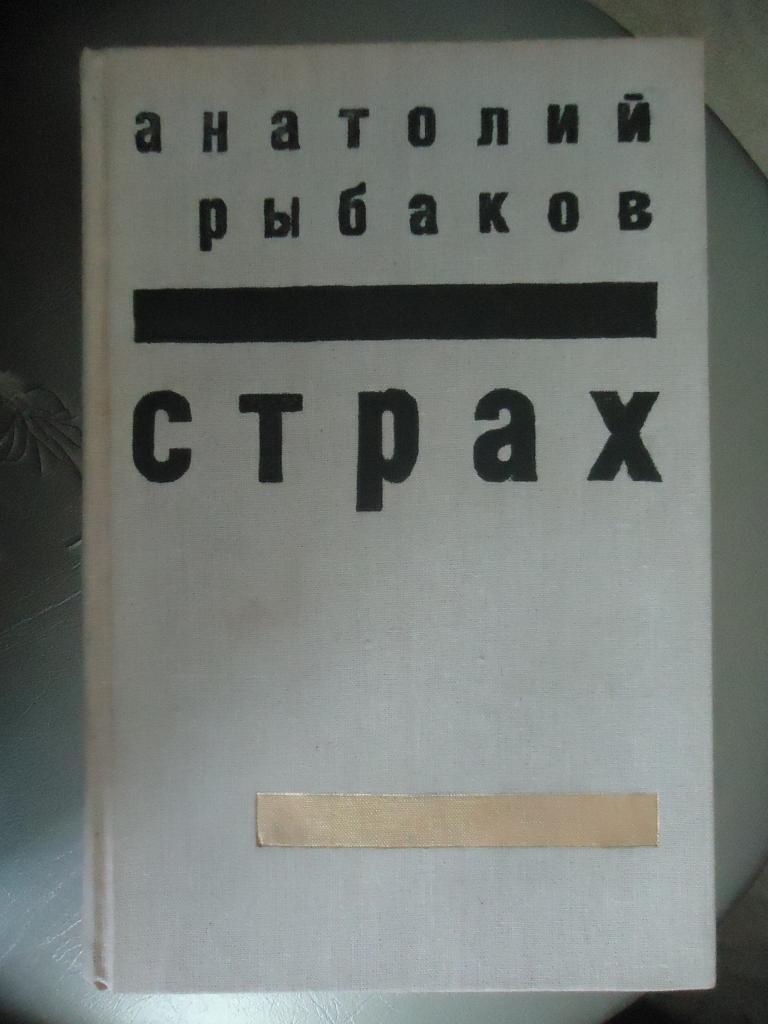 анатолий
рыбаков
страх